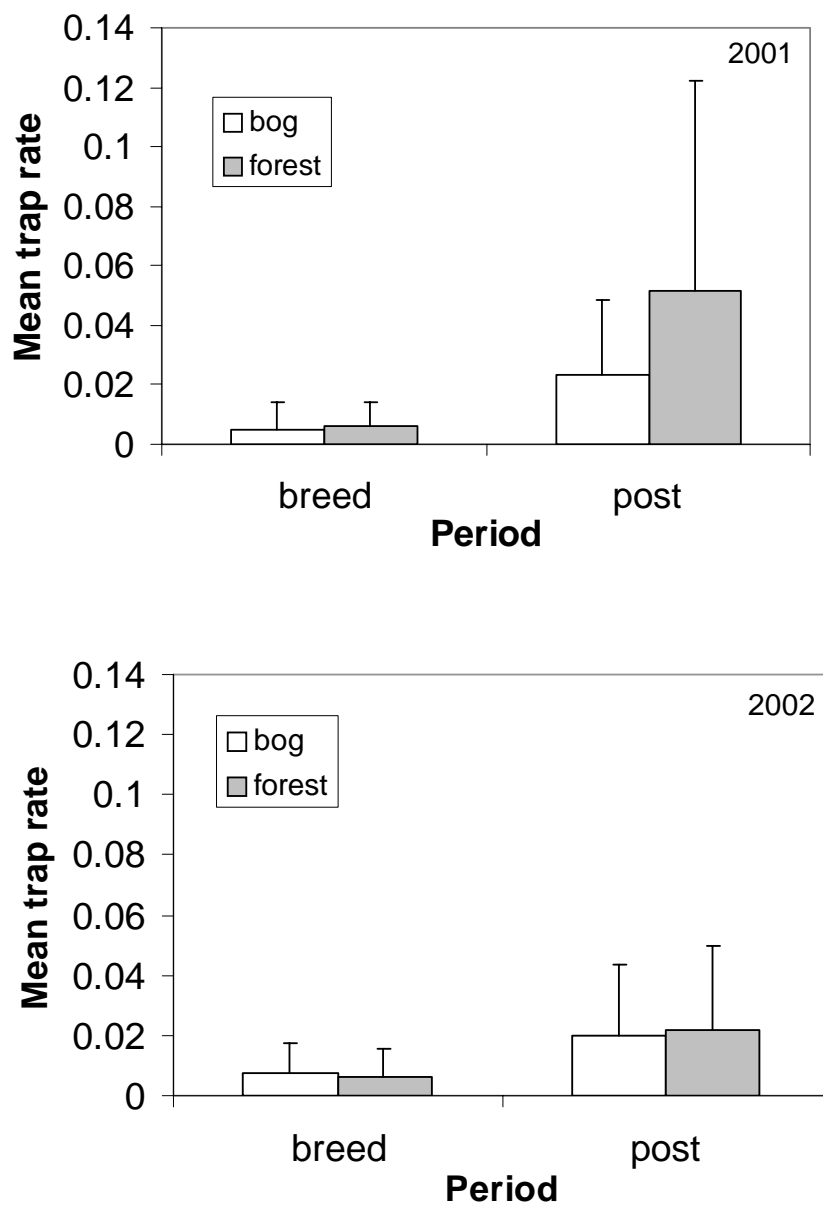 0.14
2001
0.12
bog
0.1
forest
0.08
0.06
0.04
0.02
0
Mean trap rate
breed post
Period
0.14
2002
0.12
bog
0.1
forest
0.08
0.06
0.04
0.02
0
Mean trap rate
breed post
Period